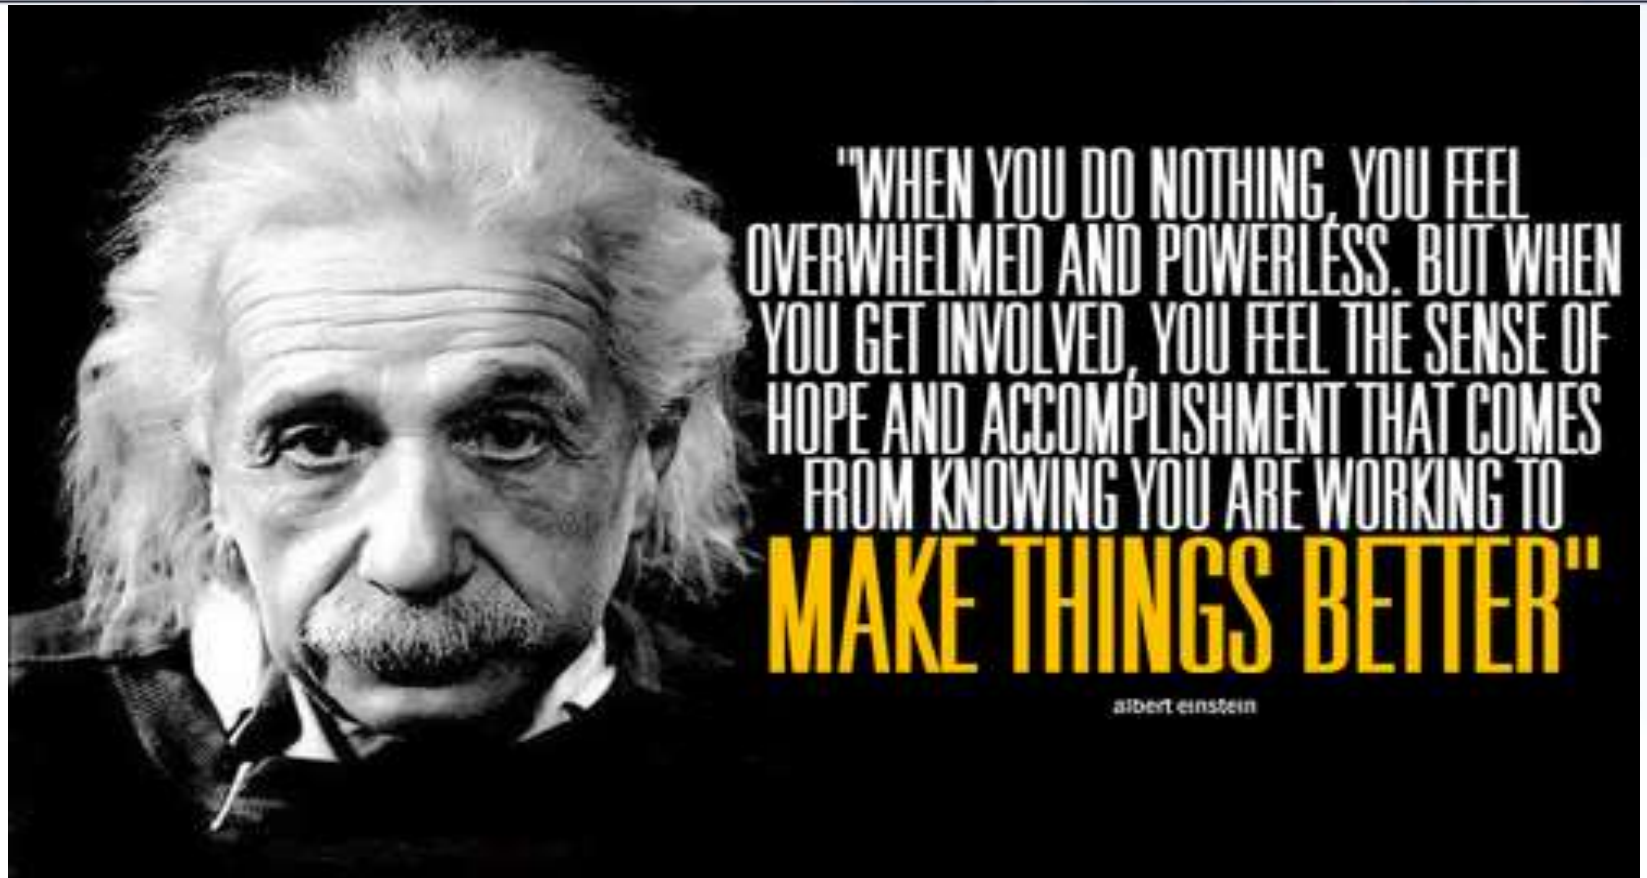 "WHEN YOU DO NOTHING, YOU FEEL
OVERWHELMED AND POWERLESS. BUT WHEN
YOU GET INVOLVED, YOU FEEL THE SENSE OF
HOPE AND ACCOMPLISHMENT THAT COMES
FROM KNOWING YOU ARE WORKING TO
MAKE THINGS BETTER"
albert einstein